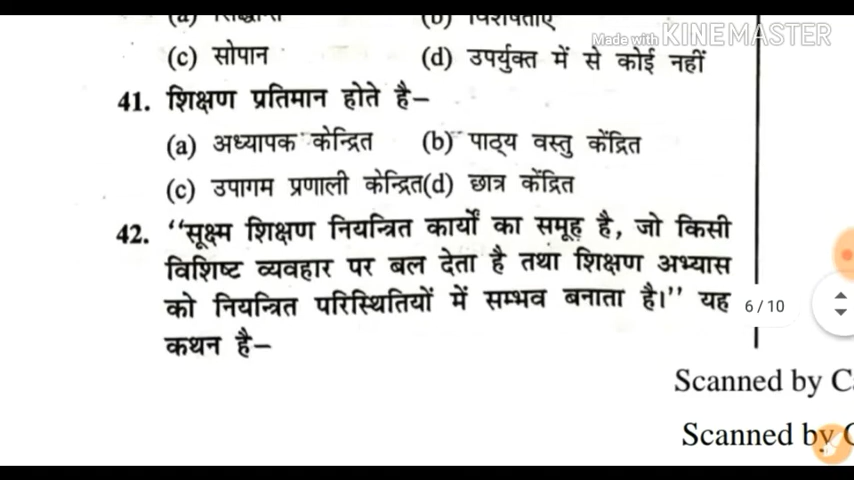 (a) सिद्धान्त (b) विशेषताएँ
Made with KINEMASTER
(c) सोपान (d) उपर्युक्त में से कोई नहीं
41. शिक्षण प्रतिमान होते है–
(a) अध्यापक केन्द्रित (b) पाठ्य वस्तु केंद्रित
(c) उपागम प्रणाली केन्द्रित(d) छात्र केंद्रित
42. ‘‘सूक्ष्म शिक्षण नियन्त्रित कार्यों का समूह है, जो किसी
विशिष्ट व्यवहार पर बल देता है तथा शिक्षण अभ्यास
को नियन्त्रित परिस्थितियों में सम्भव बनाता है।’’ यह
कथन है–
6/10
Scanned by C
Scanned by